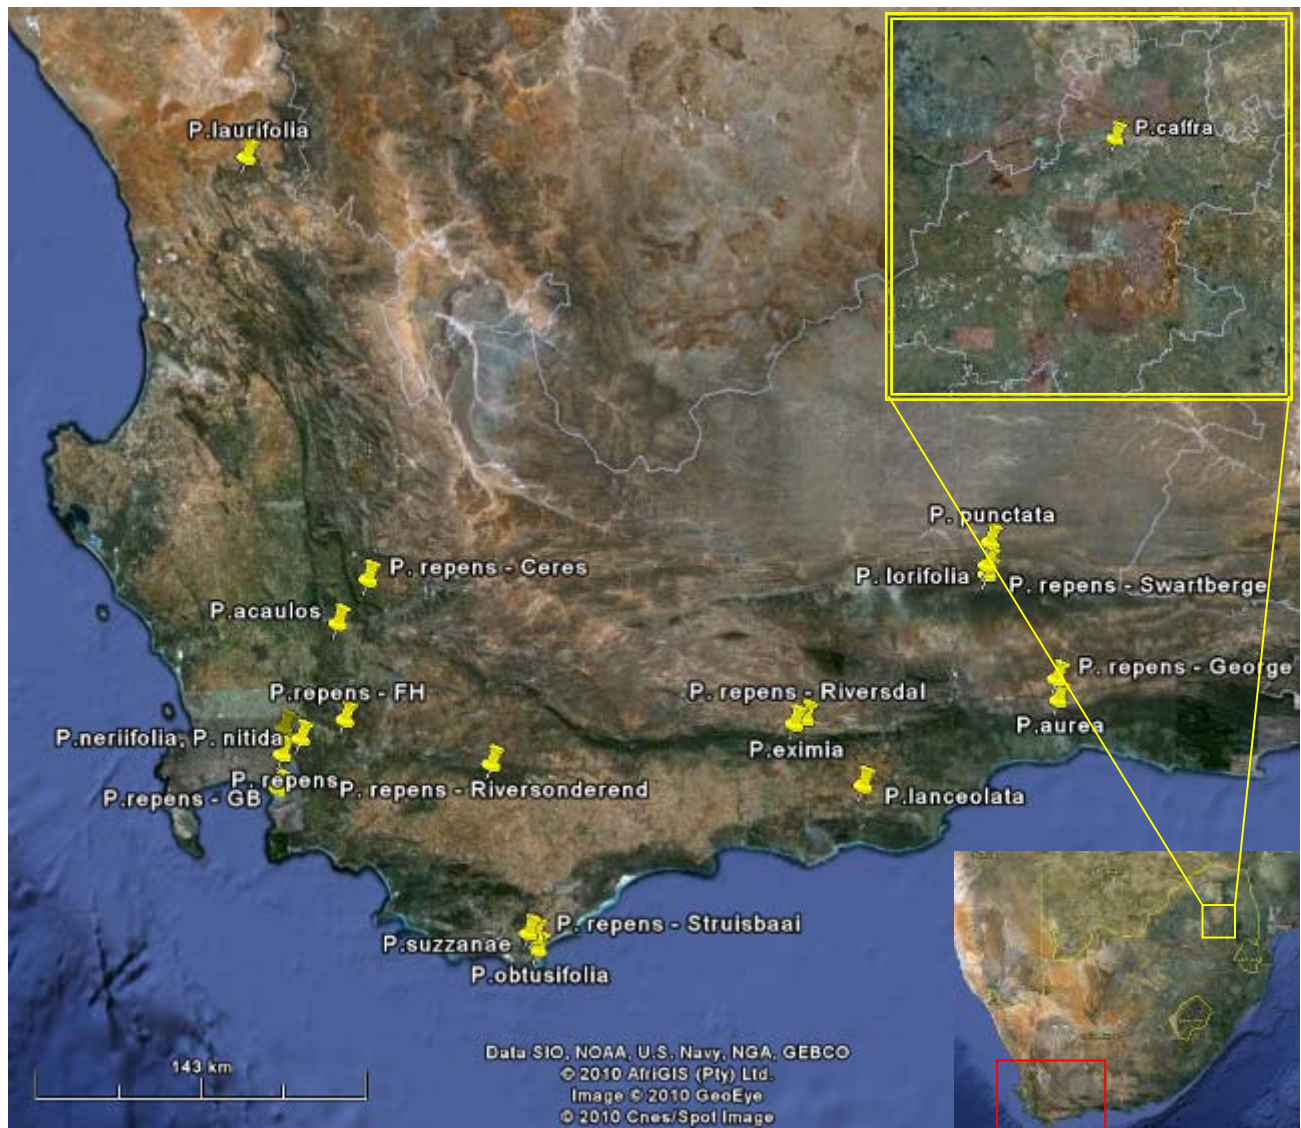 P.laurifolia
P.caffra
P. punctata
P. repens - Ceres
P. lorifolia
P. repens - Swartberge
P.acaulos
P. repens - George
P.repens - FH
P. repens - Riversdal
P.aurea
P.neriifolia, P. nitida
P.eximia
P. repens
P. repens - Riversonderend
P.repens - GB
P.lanceolata
P. repens - Struisbaai
P.suzzanae
P.obtusifolia
143 km
Data SIO, NOAA, U.S. Navy, NGA, GEBCO
© 2010 AfriGIS (Pty) Ltd.
Image © 2010 GeoEye
© 2010 Cnes/Spot Image